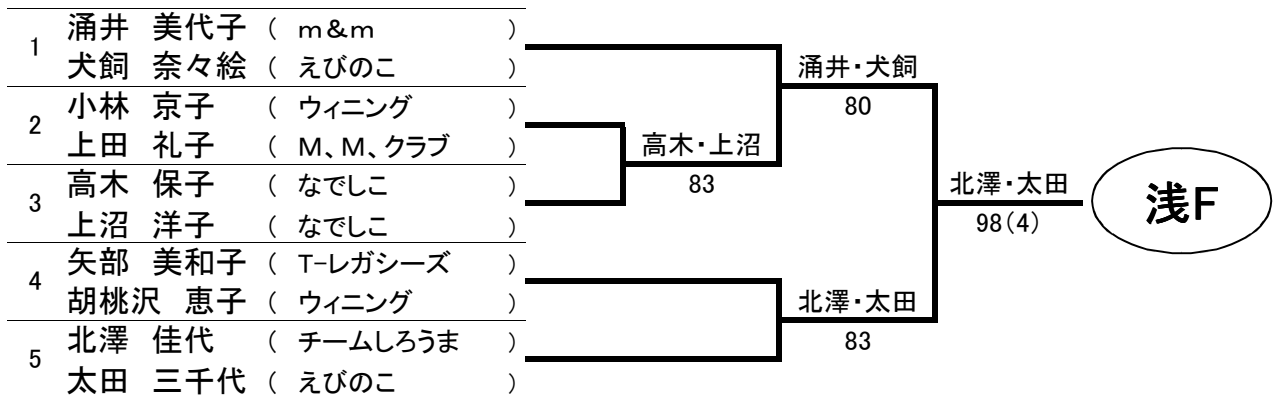 1
涌井 美代子 ( m&m )
犬飼 奈々絵 ( えびのこ )
2
小林 京子 ( ウィニング )
上田 礼子 ( M、M、クラブ )
3
高木 保子 ( なでしこ )
上沼 洋子 ( なでしこ )
4
矢部 美和子 ( T-レガシーズ )
胡桃沢 恵子 ( ウィニング )
5
北澤 佳代 ( チームしろうま )
太田 三千代 ( えびのこ )
高木・上沼
83
涌井・犬飼
80
北澤・太田
83
北澤・太田
98(4)
浅F